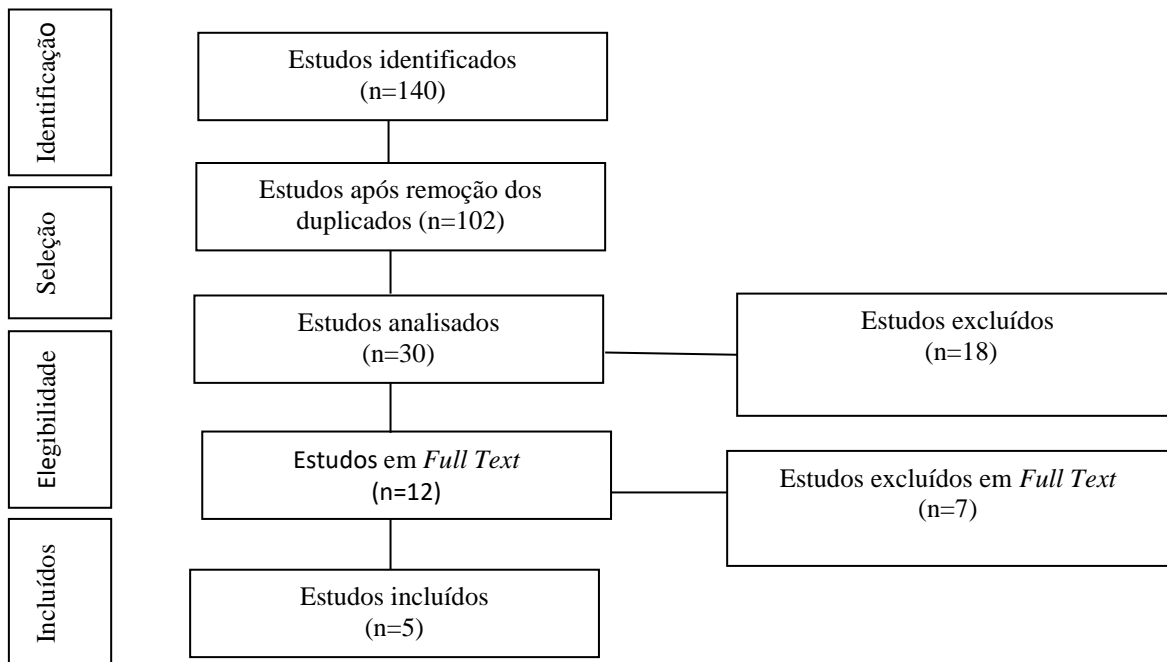 Identificação
Estudos identificados
(n=140)
Estudos após remoção dos
duplicados (n=102)
Seleção
Estudos analisados
(n=30)
Estudos excluídos
(n=18)
Elegibilidade
Estudos em Full Text
(n=12)
Estudos excluídos em Full Text
(n=7)
Incluídos
Estudos incluídos
(n=5)